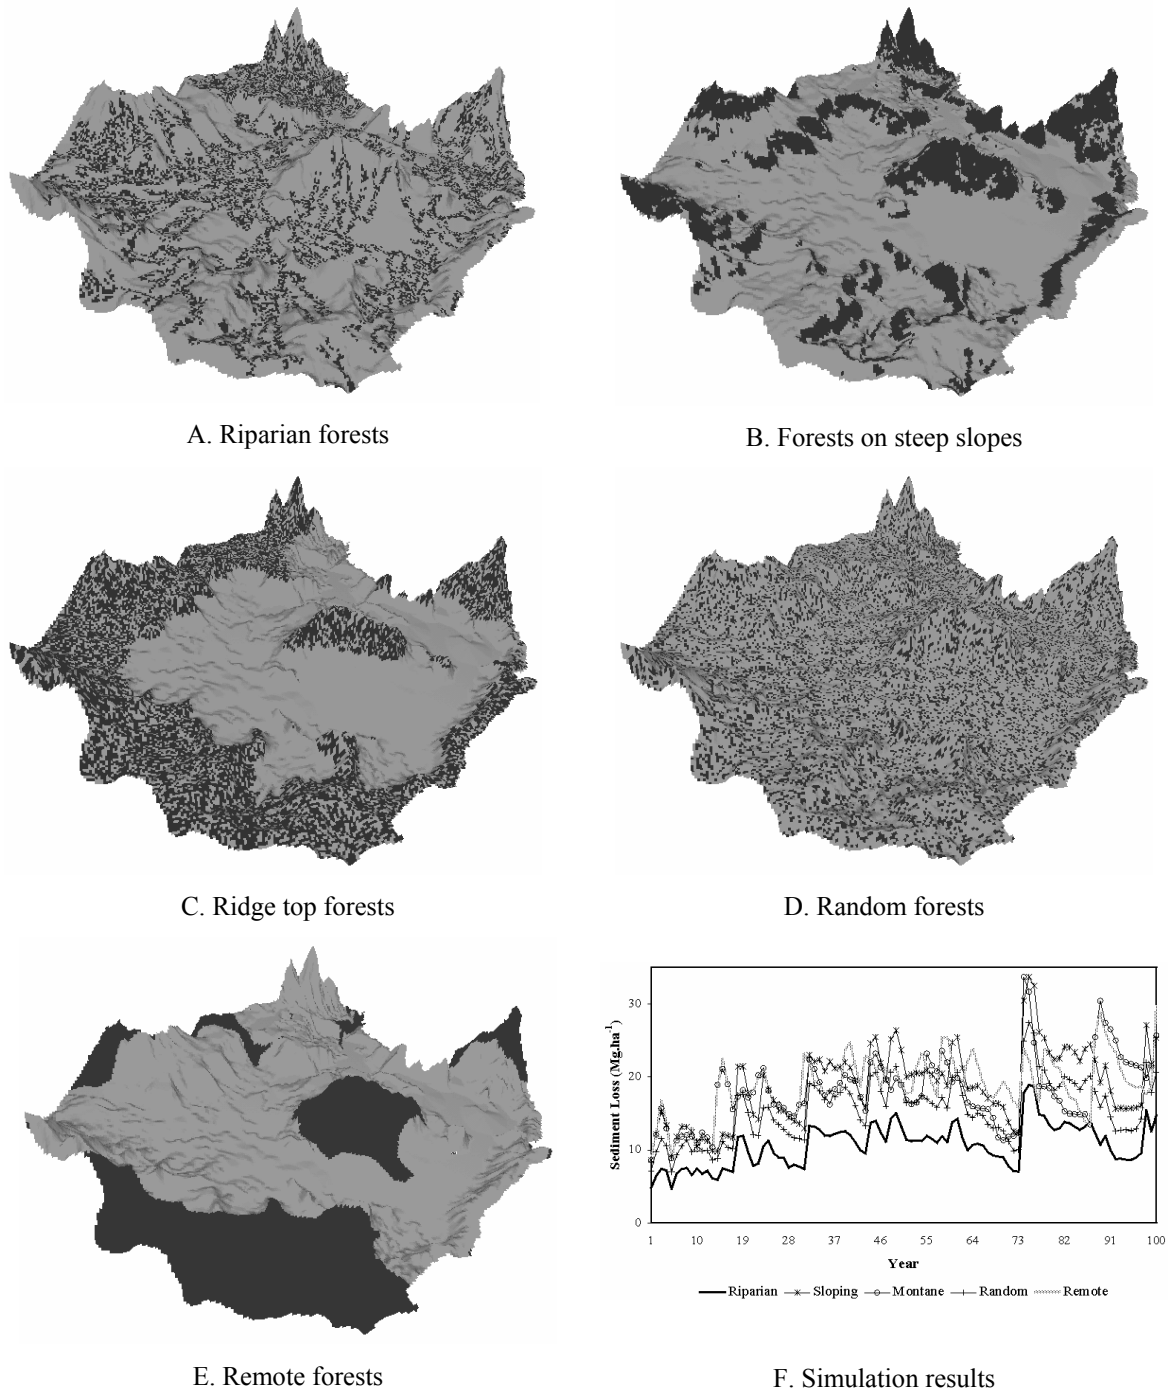 A. Riparian forests
B. Forests on steep slopes
C. Ridge top forests
D. Random forests
30
20
10
0
Sediment Loss (Mg.ha⁻¹)
1 10 19 28 37 46 55 64 73 82 91 100
Year
Riparian Sloping Montane Random Remote
E. Remote forests
F. Simulation results